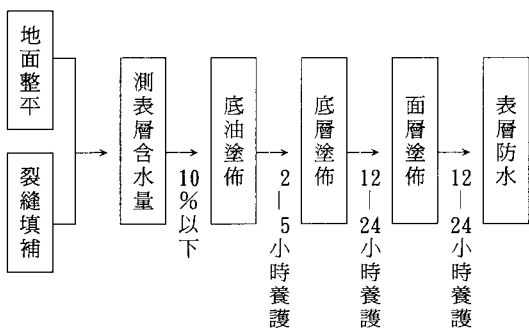 地面整平
裂縫填補
測表層含水量
10%以下
底油塗佈
2—5小時養護
底層塗佈
12—24小時養護
面層塗佈
12—24小時養護
表層防水